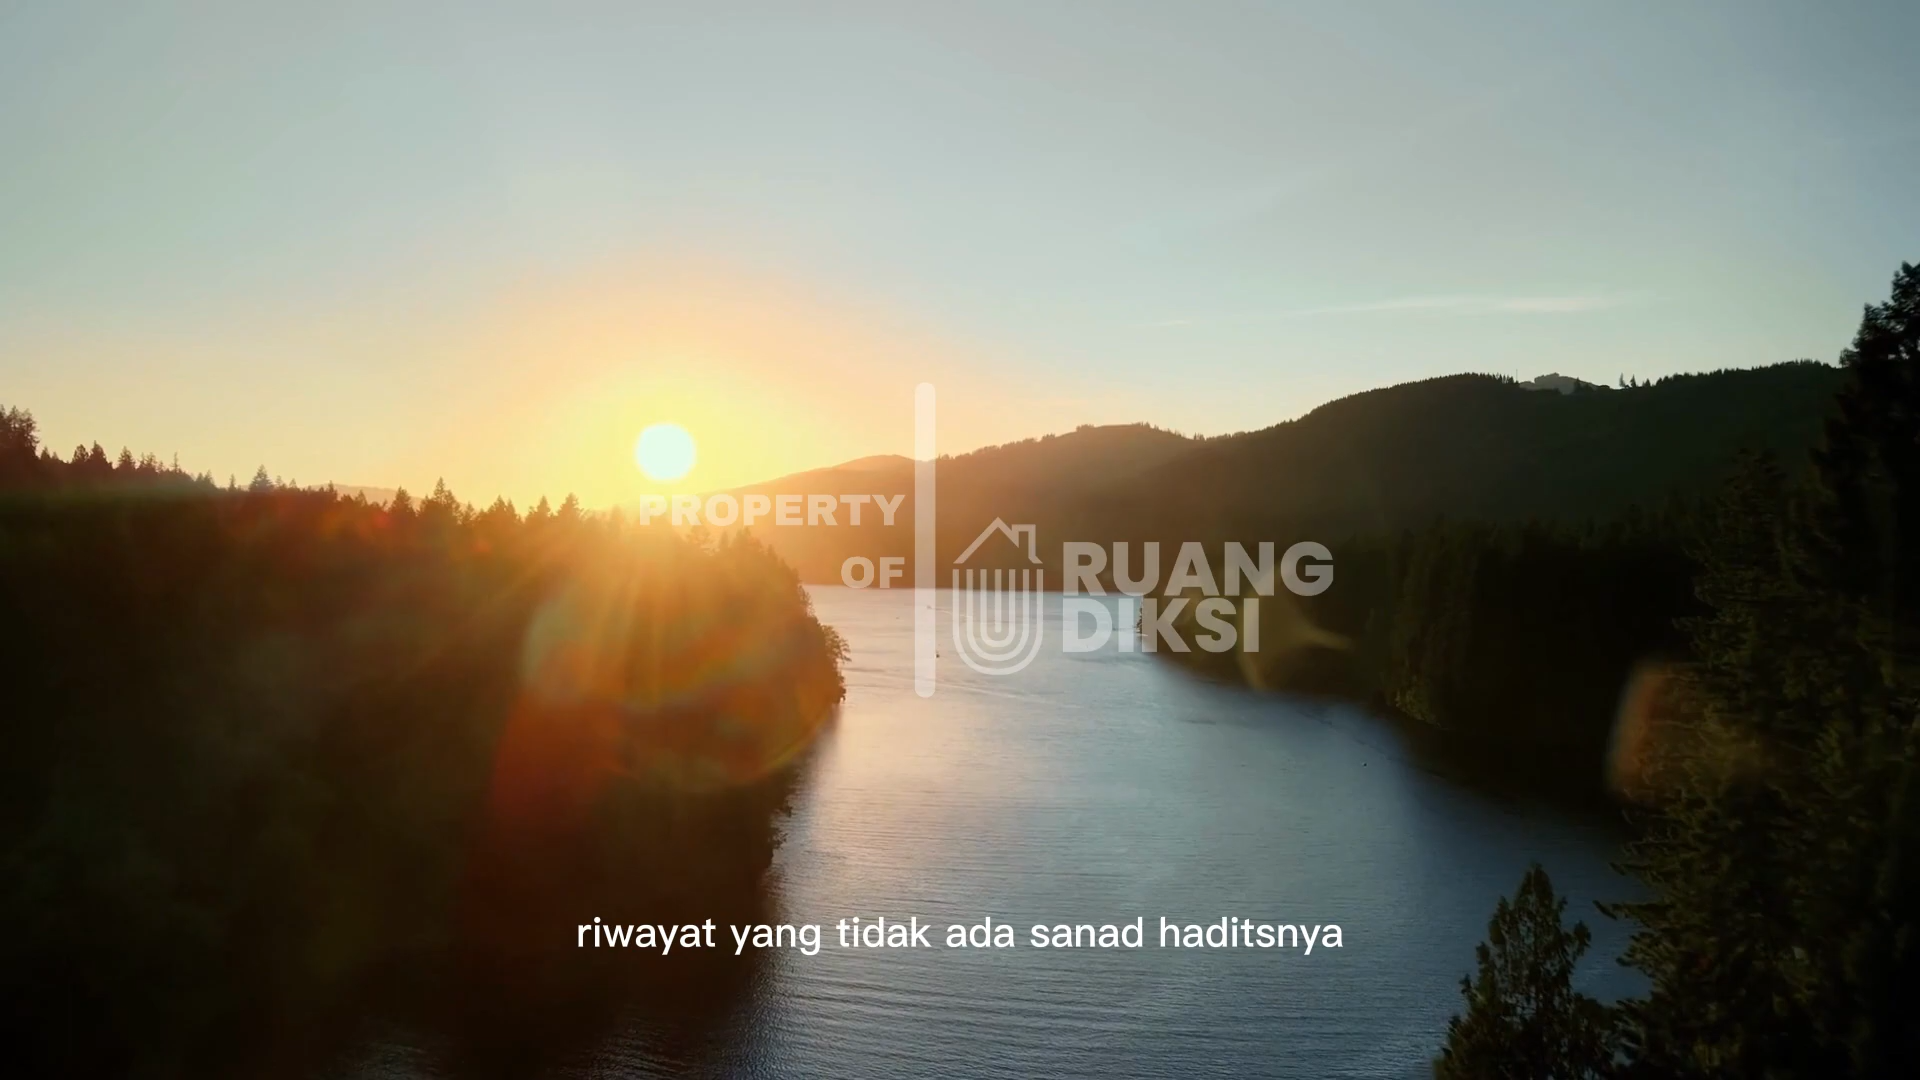 PROPERTY
OF
RUANG
DIKSI
riwayat yang tidak ada sanad haditsnya